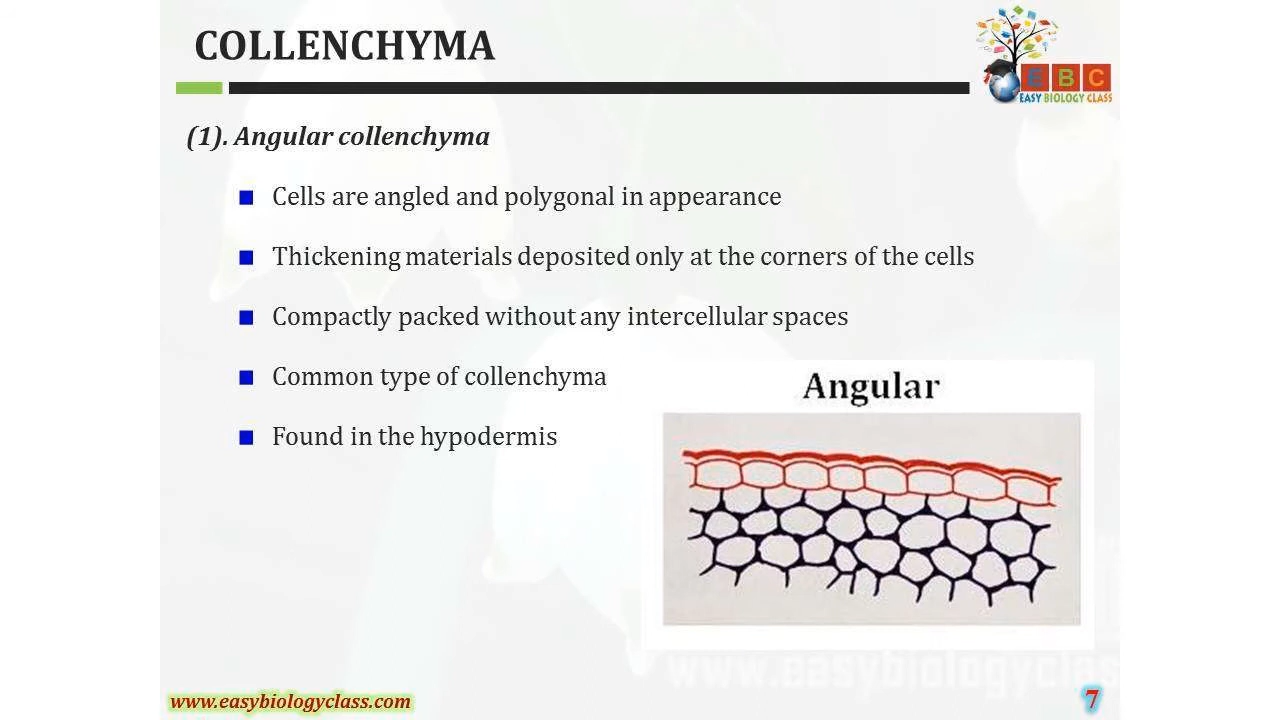 COLLENCHYMA
E B C
EASY BIOLOGY CLASS
(1). Angular collenchyma
Cells are angled and polygonal in appearance
Thickening materials deposited only at the corners of the cells
Compactly packed without any intercellular spaces
Common type of collenchyma
Found in the hypodermis
Angular
www.easybiologyclas
www.easybiologyclass.com
7